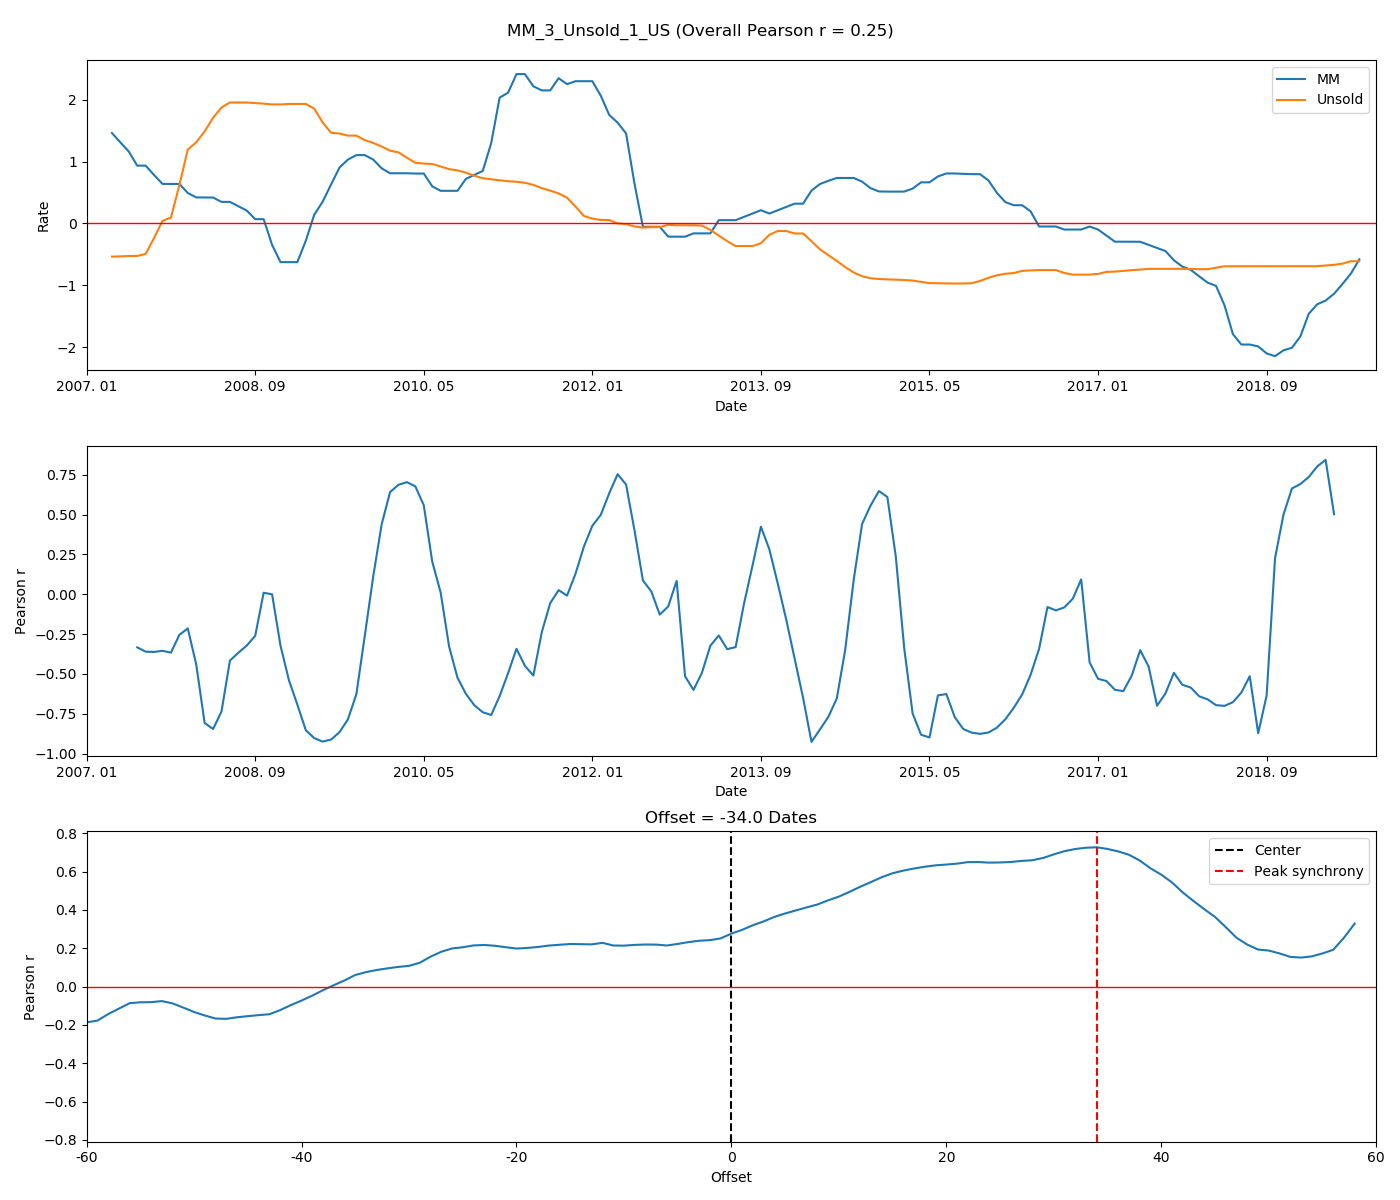 MM_3_Unsold_1_US (Overall Pearson r = 0.25)
MM
Unsold
Rate
2
1
0
−1
−2
2007. 01 2008. 09 2010. 05 2012. 01 2013. 09 2015. 05 2017. 01 2018. 09
Date
Pearson r
0.75
0.50
0.25
0.00
−0.25
−0.50
−0.75
−1.00
2007. 01 2008. 09 2010. 05 2012. 01 2013. 09 2015. 05 2017. 01 2018. 09
Date
Offset = -34.0 Dates
Center
Peak synchrony
Pearson r
0.8
0.6
0.4
0.2
0.0
−0.2
−0.4
−0.6
−0.8
-60 -40 -20 0 20 40 60
Offset